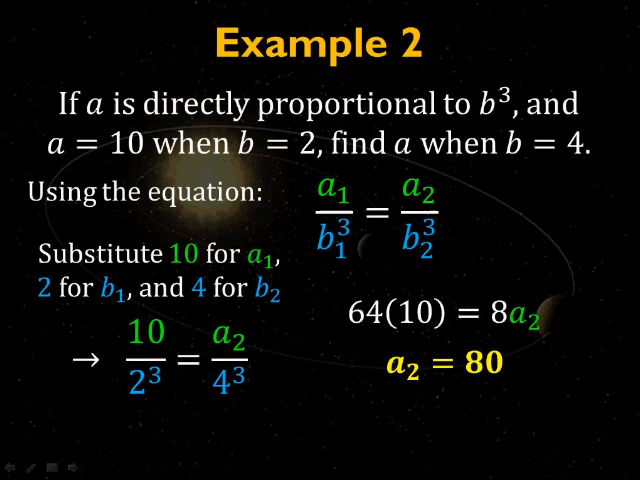 Example 2
If a is directly proportional to b³, and
a = 10 when b = 2, find a when b = 4.
Using the equation:
a₁/b₁³ = a₂/b₂³
Substitute 10 for a₁,
2 for b₁, and 4 for b₂
→ 10/2³ = a₂/4³
64(10) = 8a₂
a₂ = 80